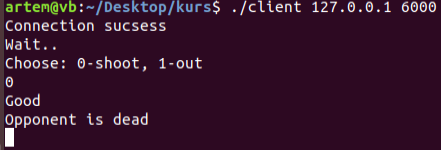 artem@vb:~/Desktop/kurs$ ./client 127.0.0.1 6000
Connection sucsess
Wait..
Choose: 0-shoot, 1-out
0
Good
Opponent is dead